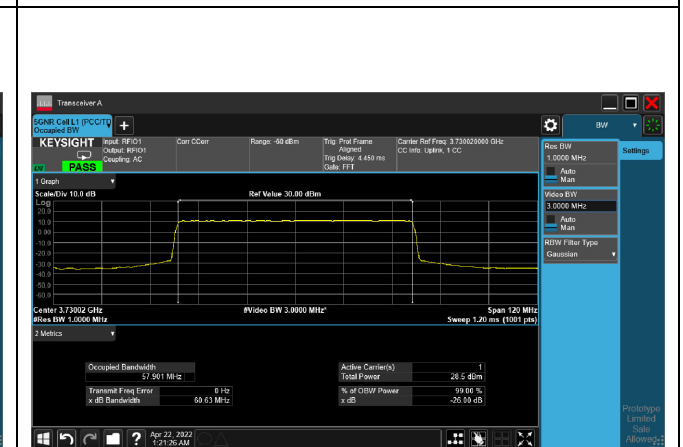 Transceiver A
5GNR Cell L1 (PCC/TD
Occupied BW
BW
KEYSIGHT
Input: RFIO1
Output: RFIO1
Coupling: AC
Corr CCorr
Range: -60 dBm
Trig: Prot Frame
Aligned
Trig Delay: 4.450 ms
Gate: FFT
Carrier Ref Freq: 3.730020000 GHz
CC Info: Uplink, 1 CC
PASS
Res BW
1.0000 MHz
Settings
Auto
Man
Video BW
3.0000 MHz
Auto
Man
RBW Filter Type
Gaussian
1 Graph
Scale/Div 10.0 dB
Ref Value 30.00 dBm
Log
20.0
10.0
0.00
-10.0
-20.0
-30.0
-40.0
-50.0
-60.0
Center 3.73002 GHz
#Video BW 3.0000 MHz*
Span 120 MHz
#Res BW 1.0000 MHz
Sweep 1.20 ms (1001 pts)
2 Metrics
Occupied Bandwidth
57.901 MHz
Active Carrier(s) 1
Total Power 28.5 dBm
Transmit Freq Error 0 Hz
x dB Bandwidth 60.63 MHz
% of OBW Power 99.00 %
x dB -26.00 dB
Prototype
Limited
Sale
Allowed
Apr 22, 2022
1:21:26 AM